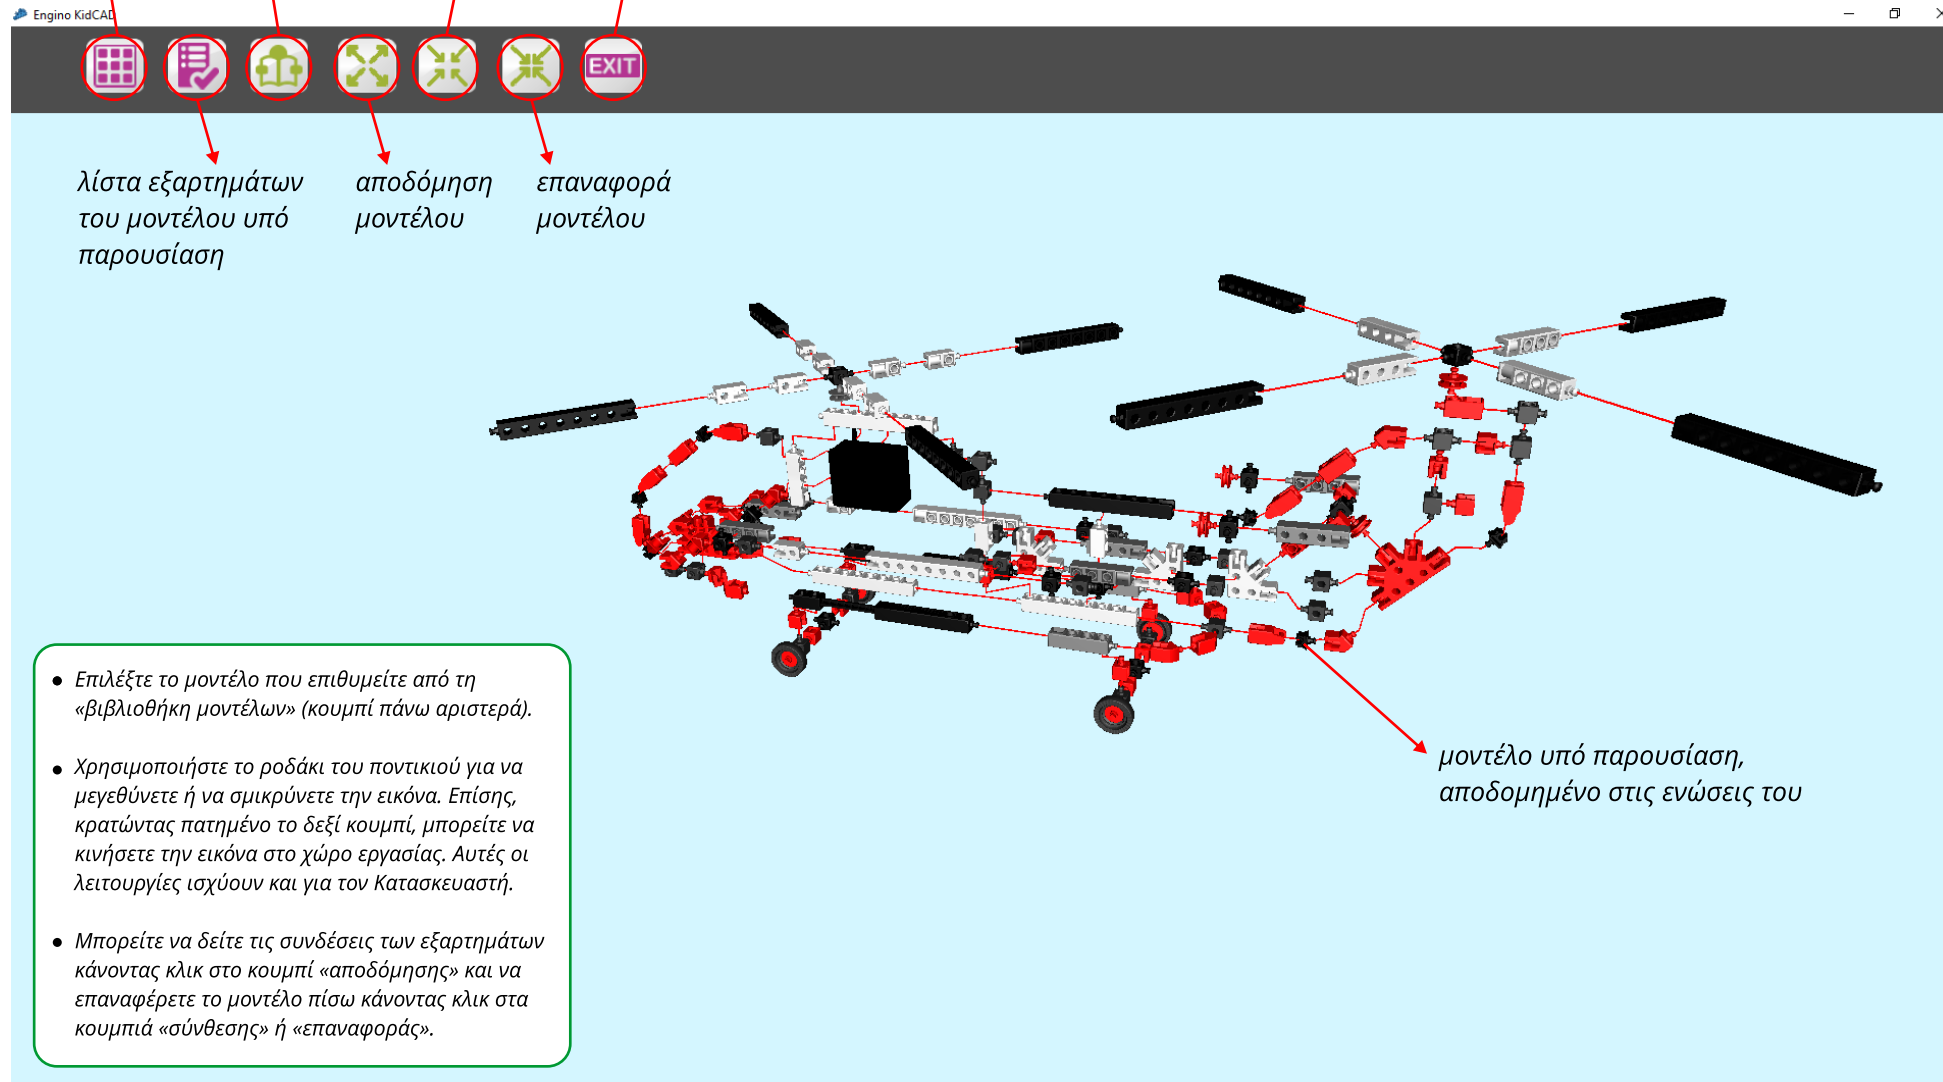 Engino KidCAD
EXIT
λίστα εξαρτημάτων
του μοντέλου υπό
παρουσίαση
αποδόμηση
μοντέλου
επαναφορά
μοντέλου
μοντέλο υπό παρουσίαση,
αποδομημένο στις ενώσεις του
● Επιλέξτε το μοντέλο που επιθυμείτε από τη
«βιβλιοθήκη μοντέλων» (κουμπί πάνω αριστερά).
● Χρησιμοποιήστε το ροδάκι του ποντικιού για να
μεγεθύνετε ή να σμικρύνετε την εικόνα. Επίσης,
κρατώντας πατημένο το δεξί κουμπί, μπορείτε να
κινήσετε την εικόνα στο χώρο εργασίας. Αυτές οι
λειτουργίες ισχύουν και για τον Κατασκευαστή.
● Μπορείτε να δείτε τις συνδέσεις των εξαρτημάτων
κάνοντας κλικ στο κουμπί «αποδόμησης» και να
επαναφέρετε το μοντέλο πίσω κάνοντας κλικ στα
κουμπιά «σύνθεσης» ή «επαναφοράς».